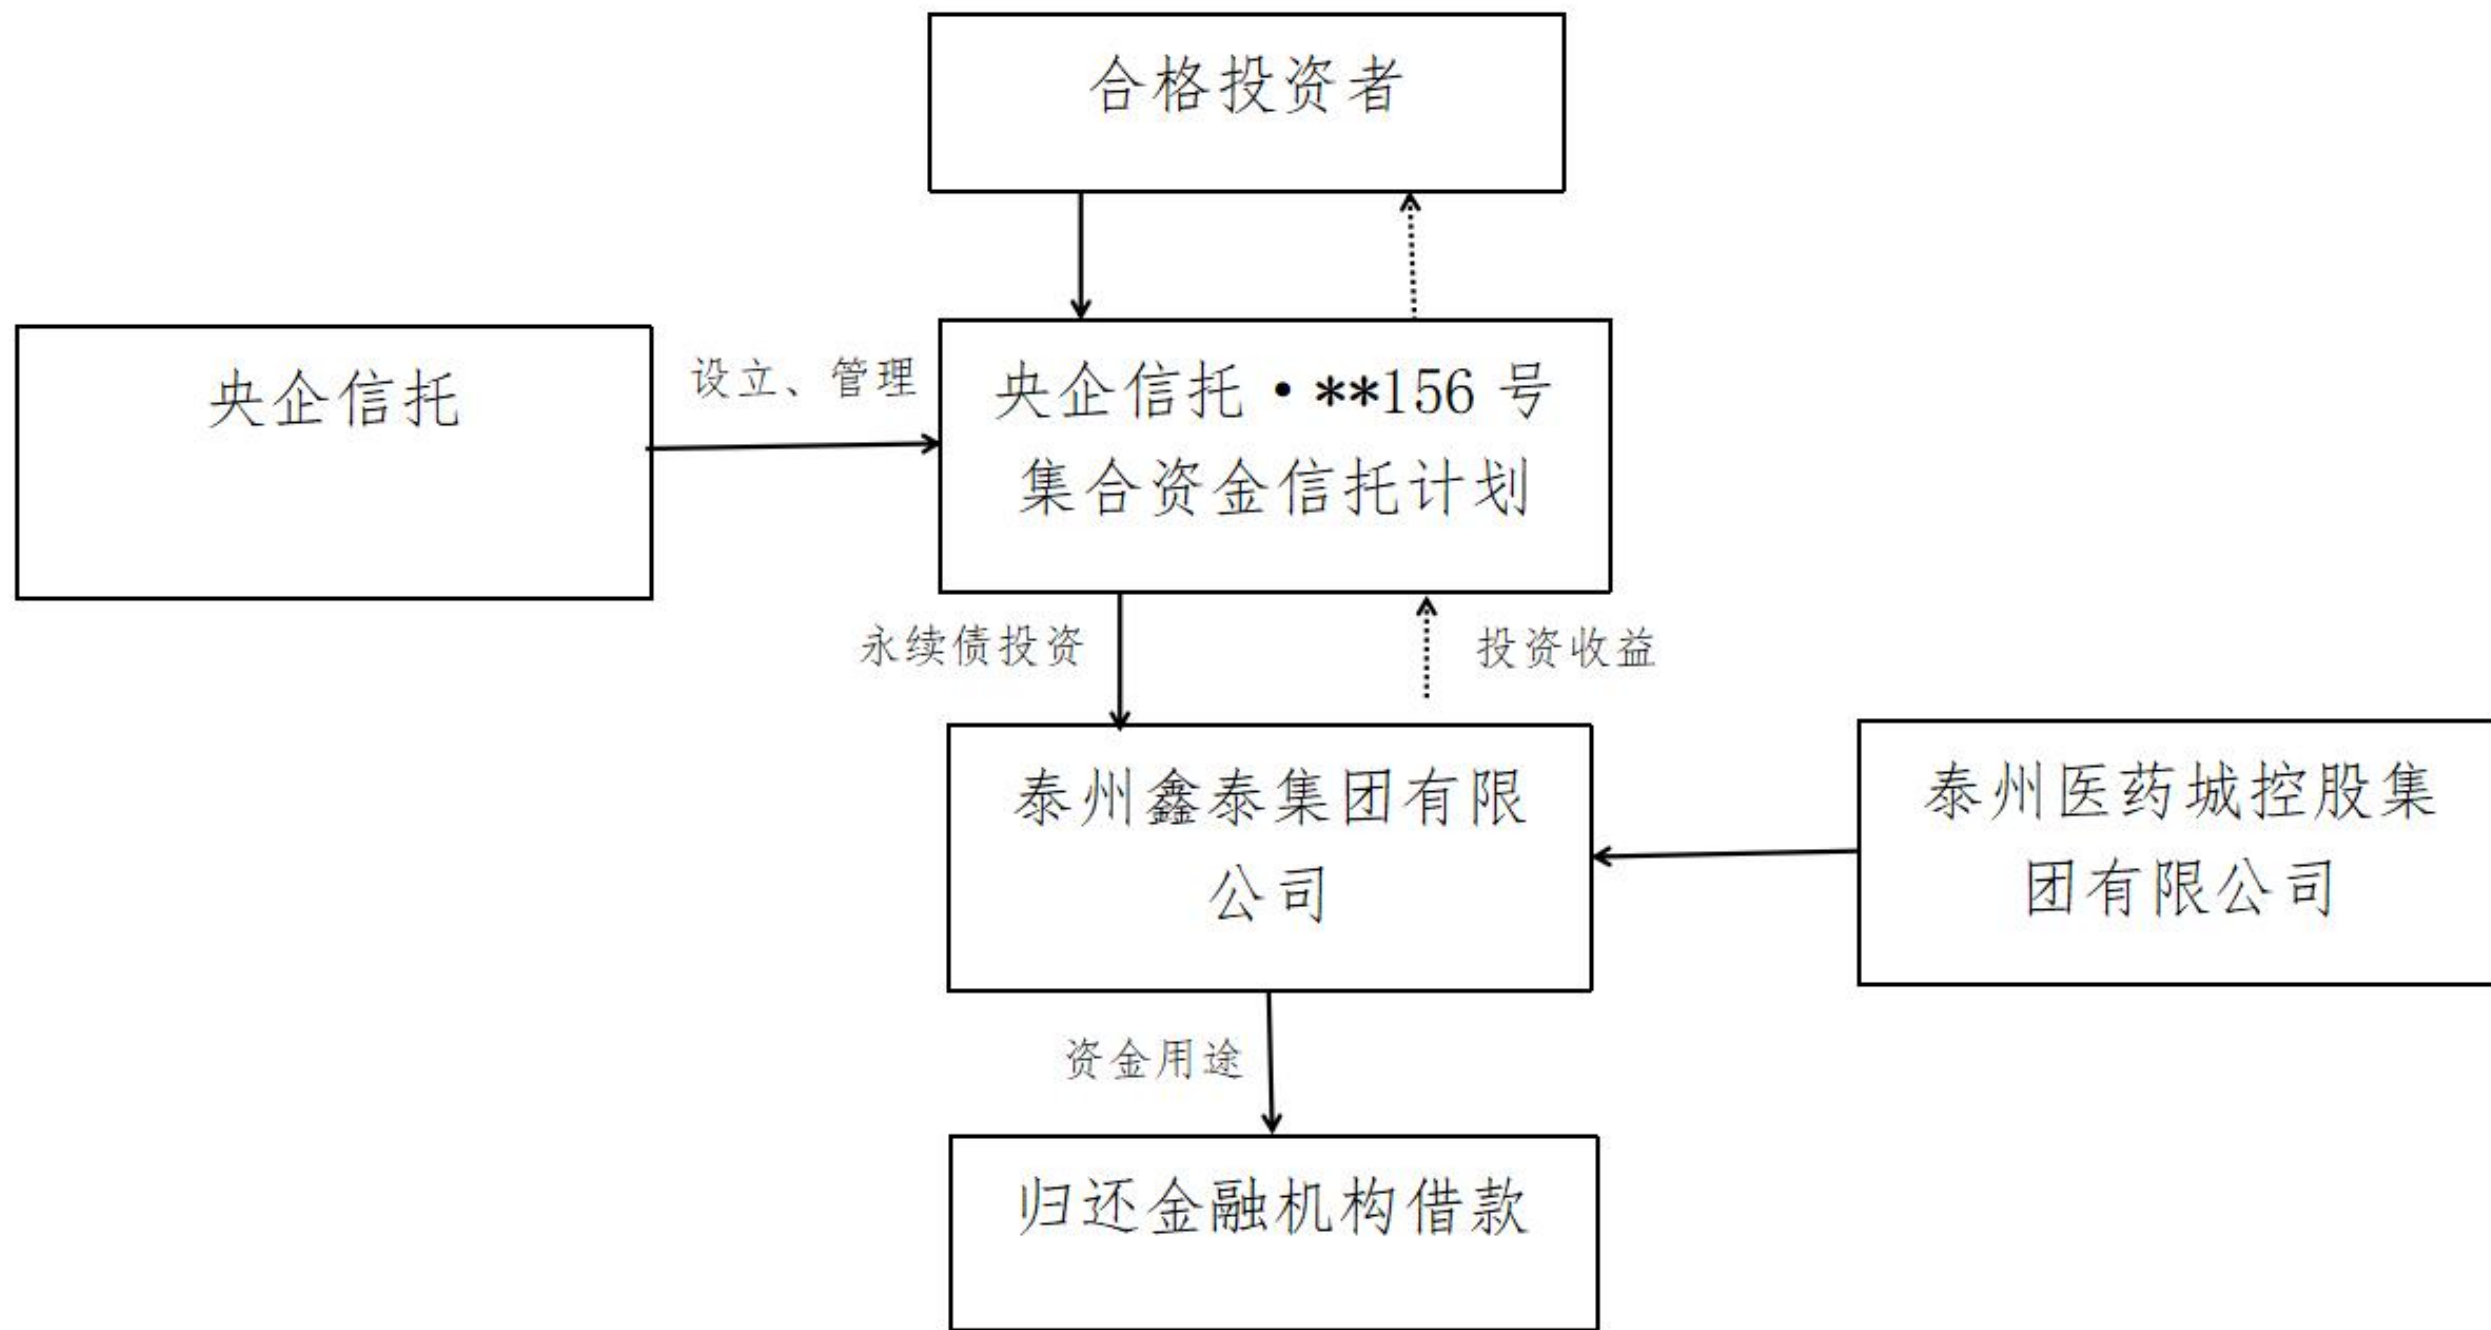 合格投资者
央企信托
设立、管理
央企信托·**156 号
集合资金信托计划
永续债投资
投资收益
泰州鑫泰集团有限
公司
泰州医药城控股集
团有限公司
资金用途
归还金融机构借款